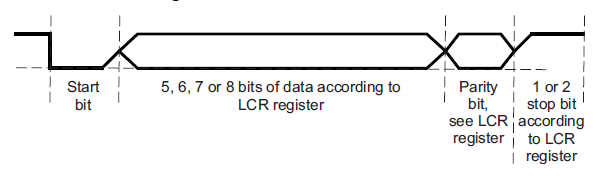 Start
bit
5, 6, 7 or 8 bits of data according to
LCR register
Parity
bit,
see LCR
register
1 or 2
stop bit
according
to LCR
register